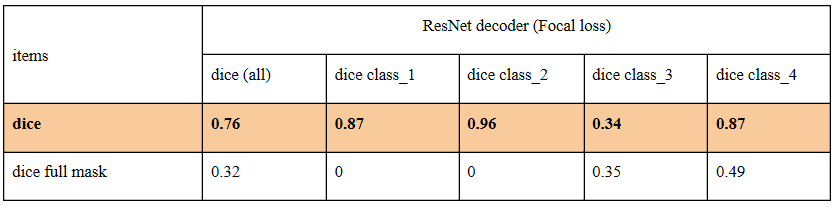 items
ResNet decoder (Focal loss)
dice (all) dice class_1 dice class_2 dice class_3 dice class_4
dice 0.76 0.87 0.96 0.34 0.87
dice full mask 0.32 0 0 0.35 0.49